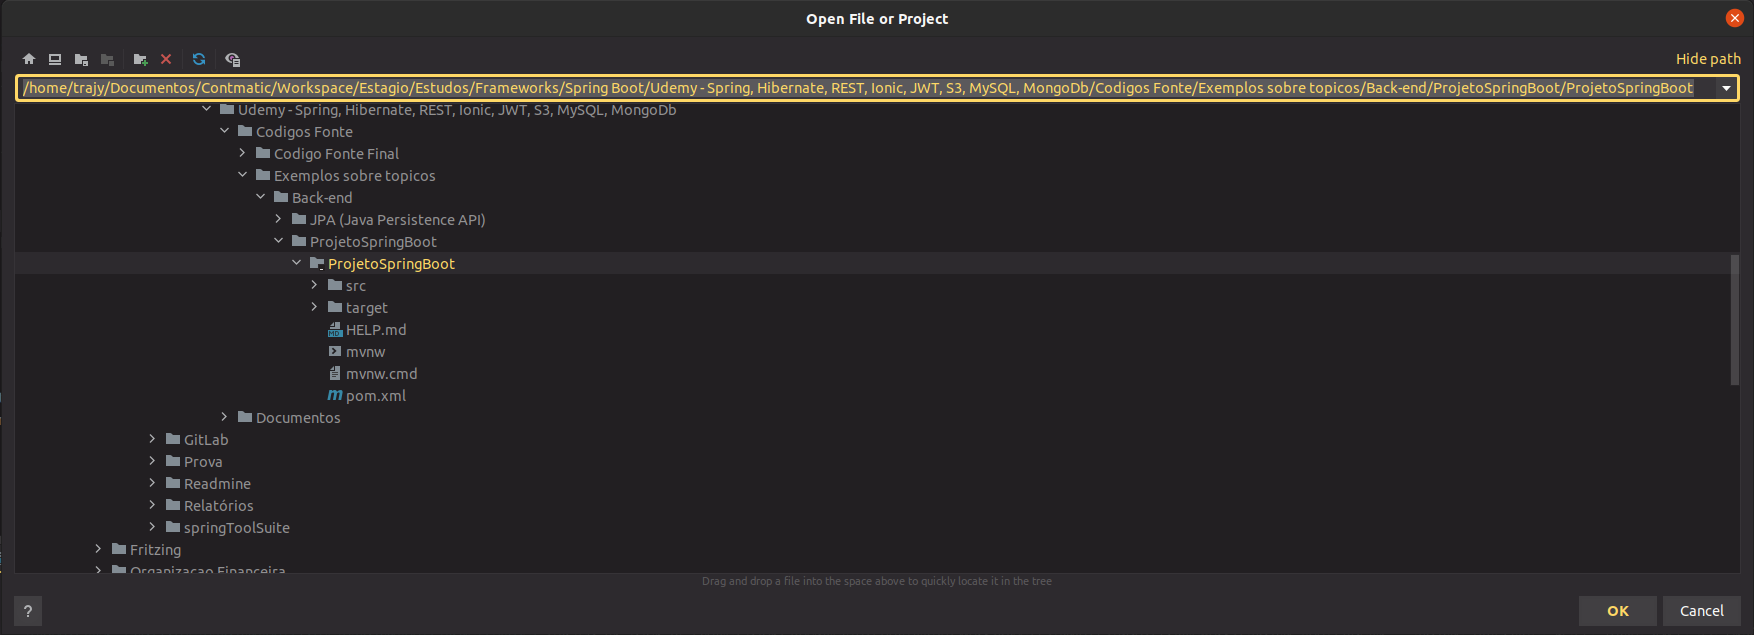 Open File or Project
Hide path
/home/trajy/Documentos/Contmatic/Workspace/Estagio/Estudos/Frameworks/Spring Boot/Udemy - Spring, Hibernate, REST, Ionic, JWT, S3, MySQL, MongoDb/Codigos Fonte/Exemplos sobre topicos/Back-end/ProjetoSpringBoot/ProjetoSpringBoot
Udemy - Spring, Hibernate, REST, Ionic, JWT, S3, MySQL, MongoDb
Codigos Fonte
Codigo Fonte Final
Exemplos sobre topicos
Back-end
JPA (Java Persistence API)
ProjetoSpringBoot
ProjetoSpringBoot
src
target
HELP.md
mvnw
mvnw.cmd
pom.xml
Documentos
GitLab
Prova
Readmine
Relatórios
springToolSuite
Fritzing
Organizacao Financeira
Drag and drop a file into the space above to quickly locate it in the tree
?
OK
Cancel